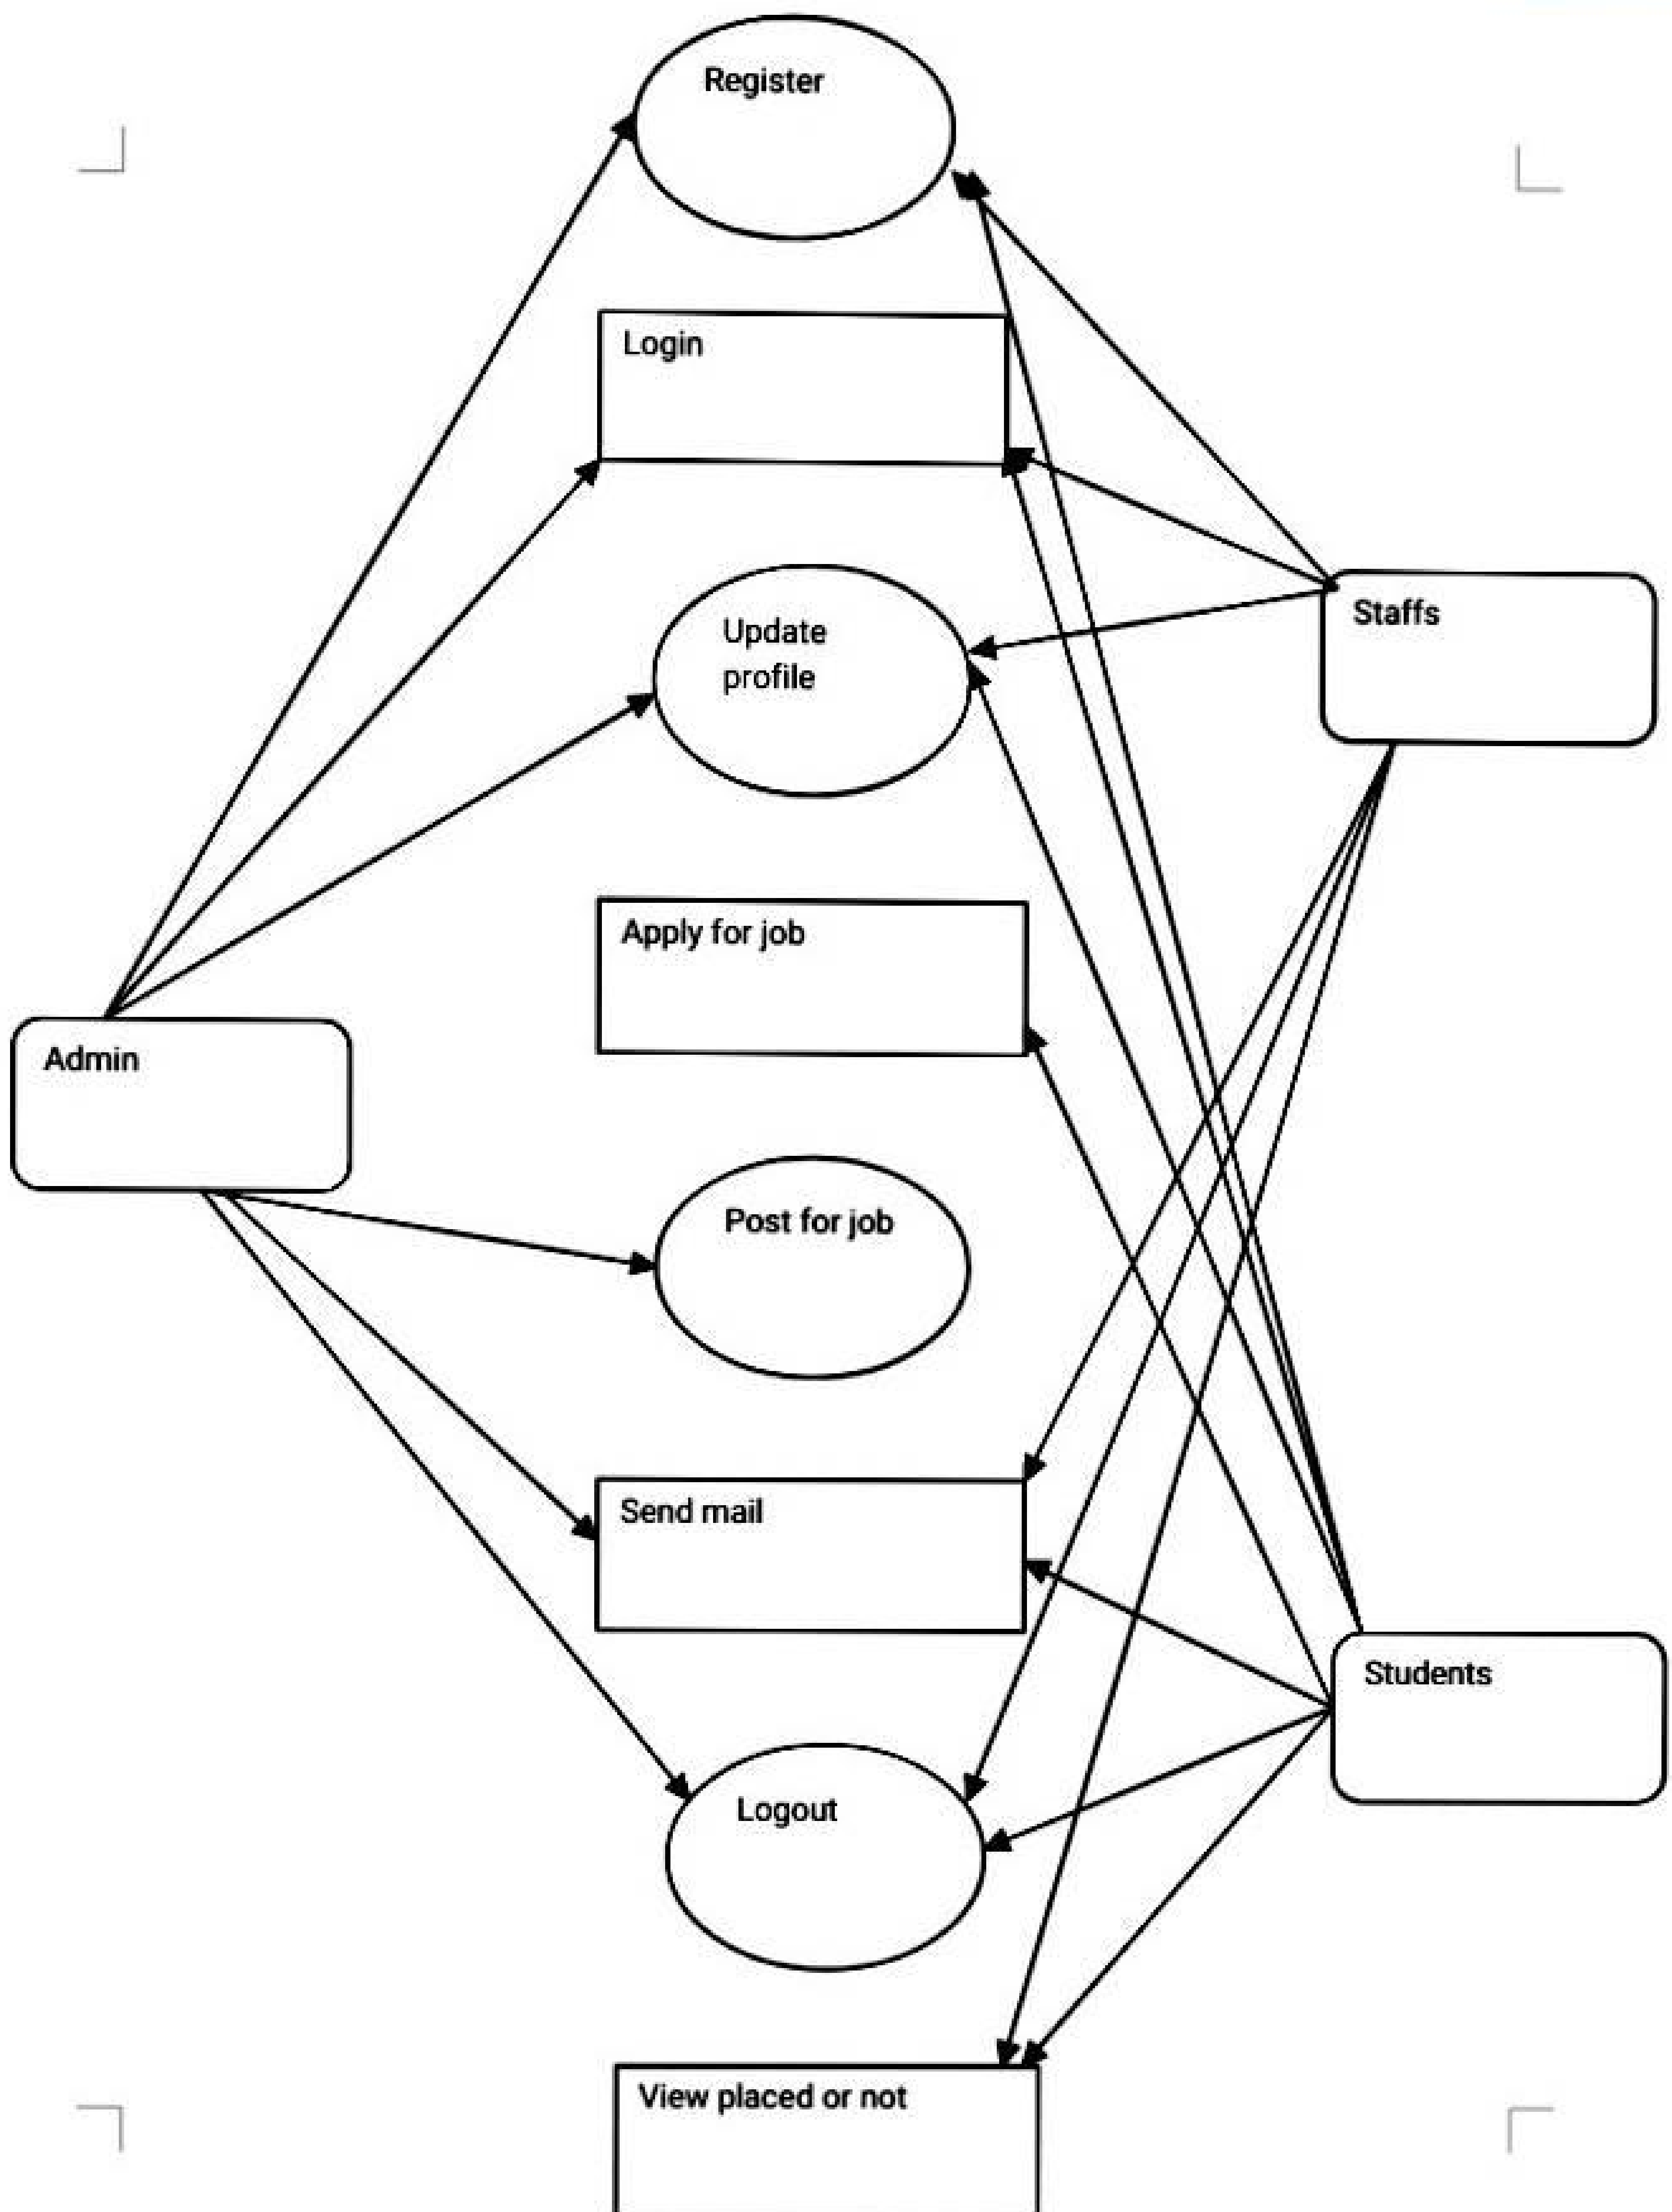 Register
Login
Staffs
Update
profile
Apply for job
Admin
Post for job
Send mail
Students
Logout
View placed or not